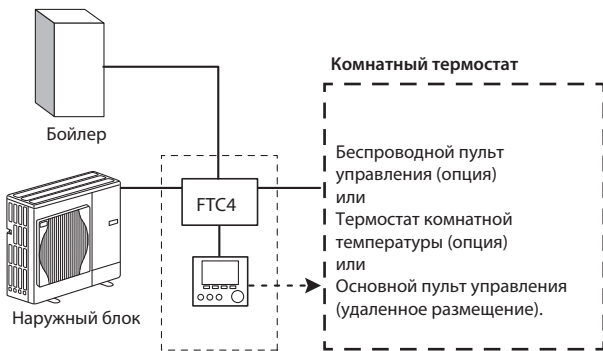 Комнатный термостат
Бойлер
Беспроводной пульт
управления (опция)
или
Термостат комнатной
температуры (опция)
или
Основной пульт управления
(удаленное размещение).
FTC4
Наружный блок